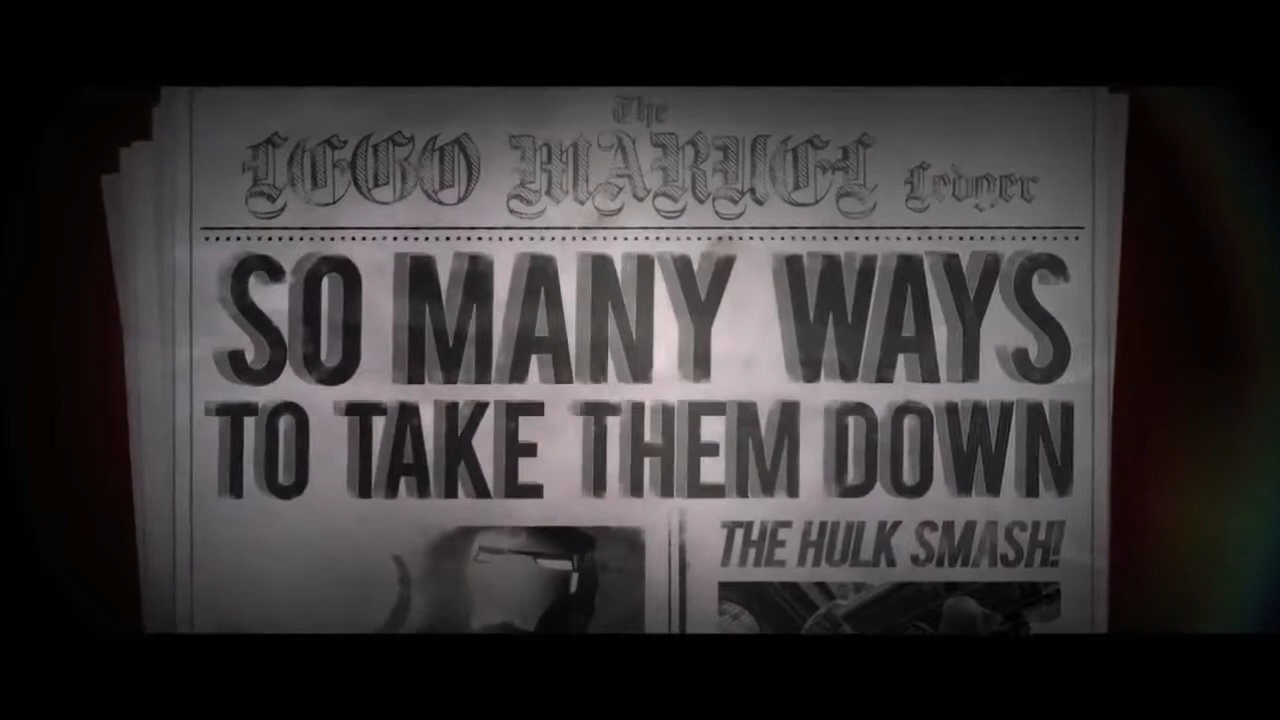 The
LEGO MARVEL Ledger
SO MANY WAYS
TO TAKE THEM DOWN
THE HULK SMASH!